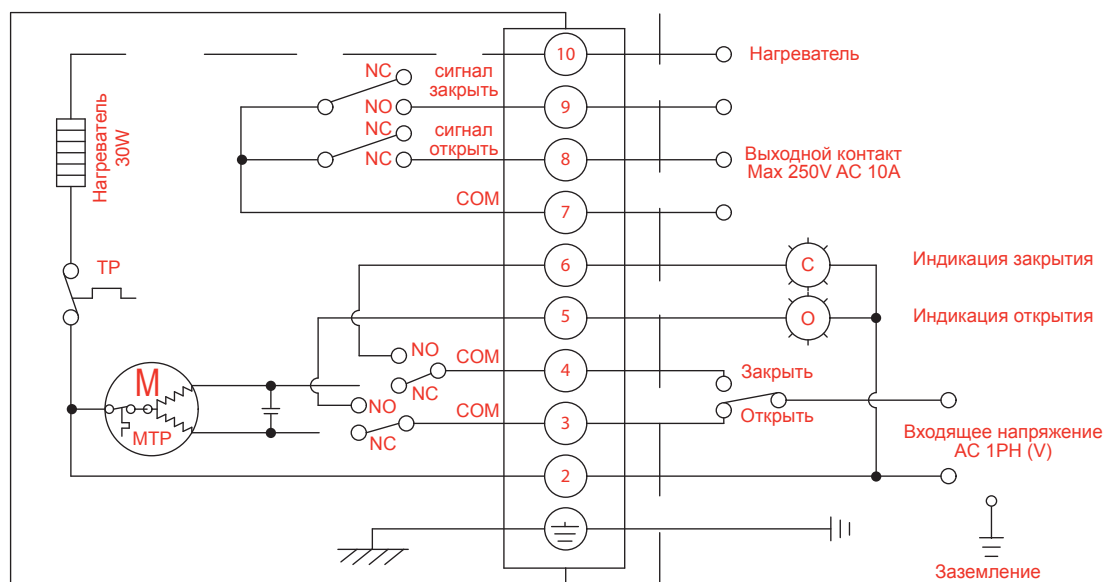 10
Нагреватель
NC
сигнал
закрыть
NO
9
NC
сигнал
открыть
NC
8
Выходной контакт
Max 250V AC 10A
Нагреватель
30W
COM
7
TP
6
C
Индикация закрытия
5
O
Индикация открытия
NO
COM
4
Закрыть
NC
M
MTP
NO
COM
3
Открыть
NC
Входящее напряжение
AC 1PH (V)
2
Заземление